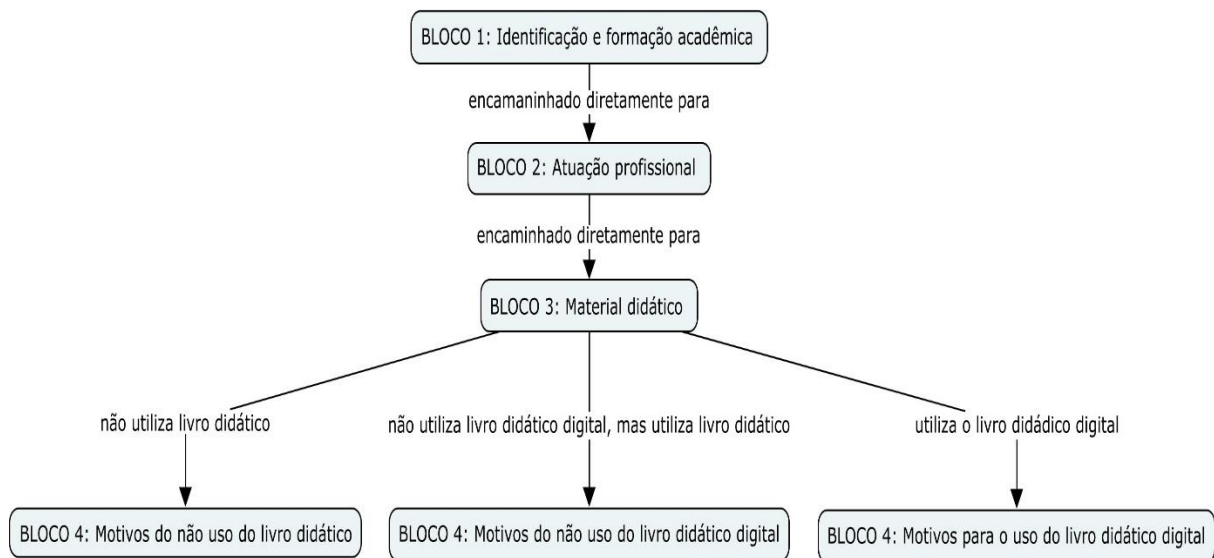 BLOCO 1: Identificação e formação acadêmica
encamaninhado diretamente para
BLOCO 2: Atuação profissional
encaminhado diretamente para
BLOCO 3: Material didático
não utiliza livro didático
não utiliza livro didático digital, mas utiliza livro didático
utiliza o livro didádico digital
BLOCO 4: Motivos do não uso do livro didático
BLOCO 4: Motivos do não uso do livro didático digital
BLOCO 4: Motivos para o uso do livro didático digital